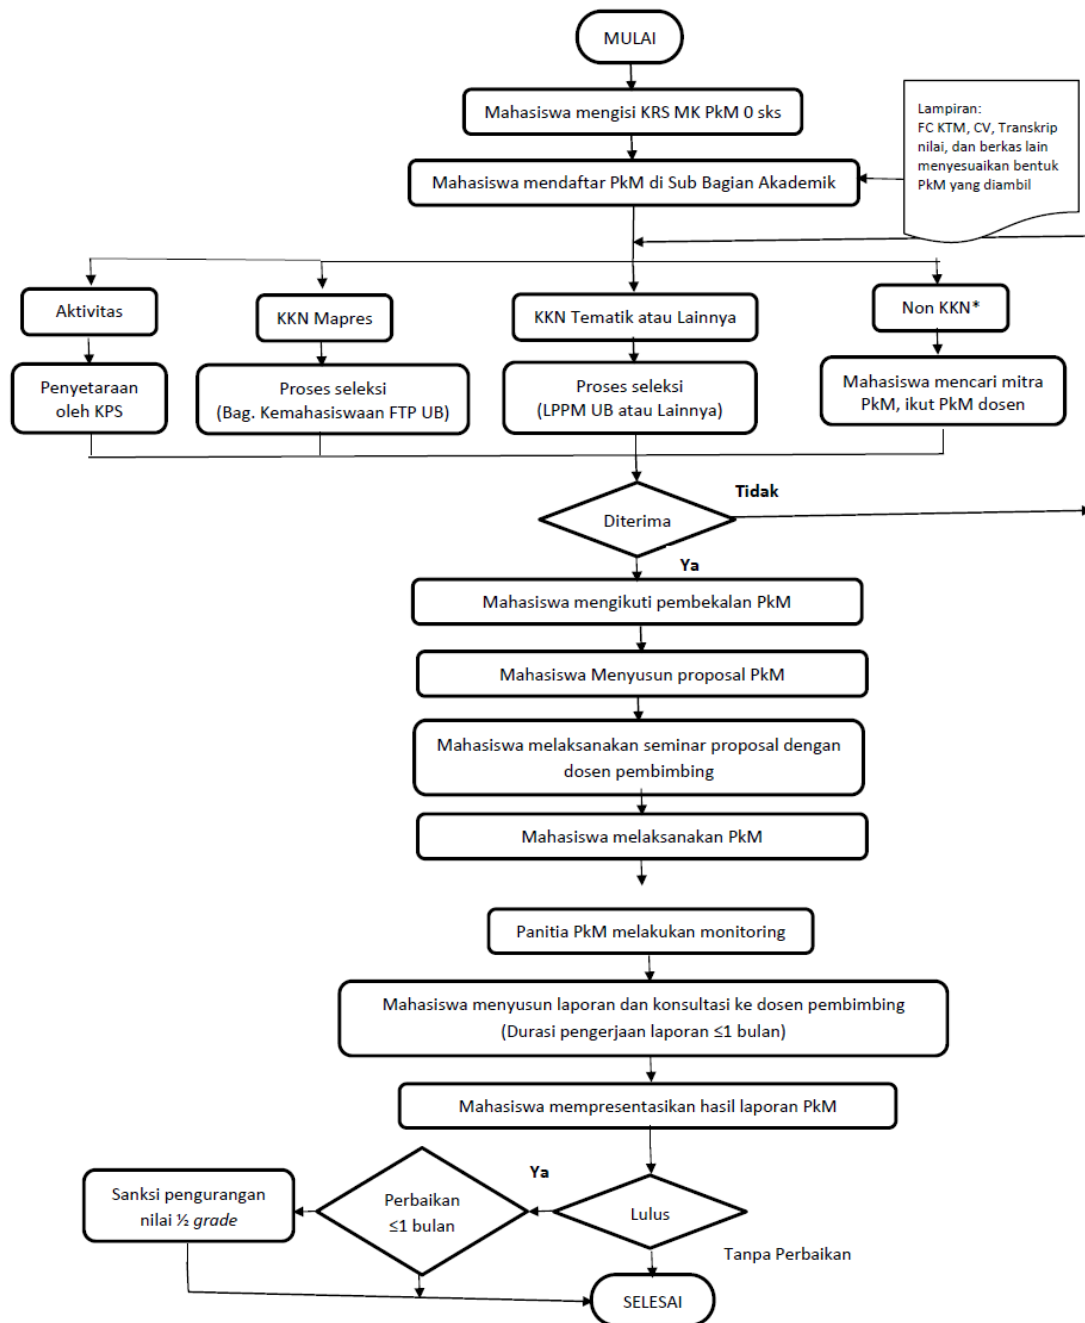 MULAI
Mahasiswa mengisi KRS MK PkM 0 sks
Lampiran:
FC KTM, CV, Transkrip
nilai, dan berkas lain
menyesuaikan bentuk
PkM yang diambil
Mahasiswa mendaftar PkM di Sub Bagian Akademik
Aktivitas
KKN Mapres
KKN Tematik atau Lainnya
Non KKN*
Penyetaraan
oleh KPS
Proses seleksi
(Bag. Kemahasiswaan FTP UB)
Proses seleksi
(LPPM UB atau Lainnya)
Mahasiswa mencari mitra
PkM, ikut PkM dosen
Diterima
Tidak
Ya
Mahasiswa mengikuti pembekalan PkM
Mahasiswa Menyusun proposal PkM
Mahasiswa melaksanakan seminar proposal dengan
dosen pembimbing
Mahasiswa melaksanakan PkM
Panitia PkM melakukan monitoring
Mahasiswa menyusun laporan dan konsultasi ke dosen pembimbing
(Durasi pengerjaan laporan ≤1 bulan)
Mahasiswa mempresentasikan hasil laporan PkM
Lulus
Ya
Perbaikan
≤1 bulan
Sanksi pengurangan
nilai ½ grade
Tanpa Perbaikan
SELESAI